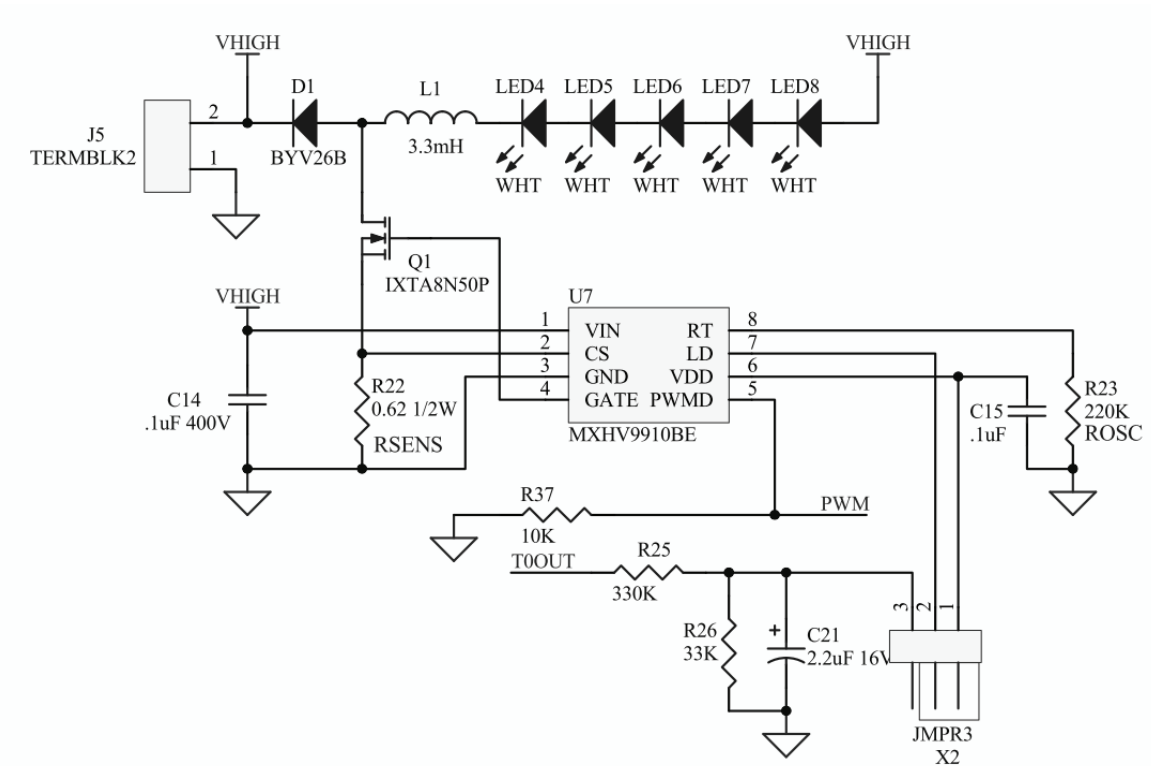 VHIGH
VHIGH
D1
L1
LED4 LED5 LED6 LED7 LED8
2
J5
TERMBLK2
1
BYV26B
3.3mH
WHT WHT WHT WHT WHT
Q1
IXTA8N50P
VHIGH
U7
1 VIN RT 8
2 CS LD 7
3 GND VDD 6
4 GATE PWMD 5
MXHV9910BE
C14
.1uF 400V
R22
0.62 1/2W
RSENS
C15
.1uF
R23
220K
ROSC
R37
10K
PWM
T0OUT
R25
330K
R26
33K
+
C21
2.2uF 16V
3 2 1
JMPR3
X2